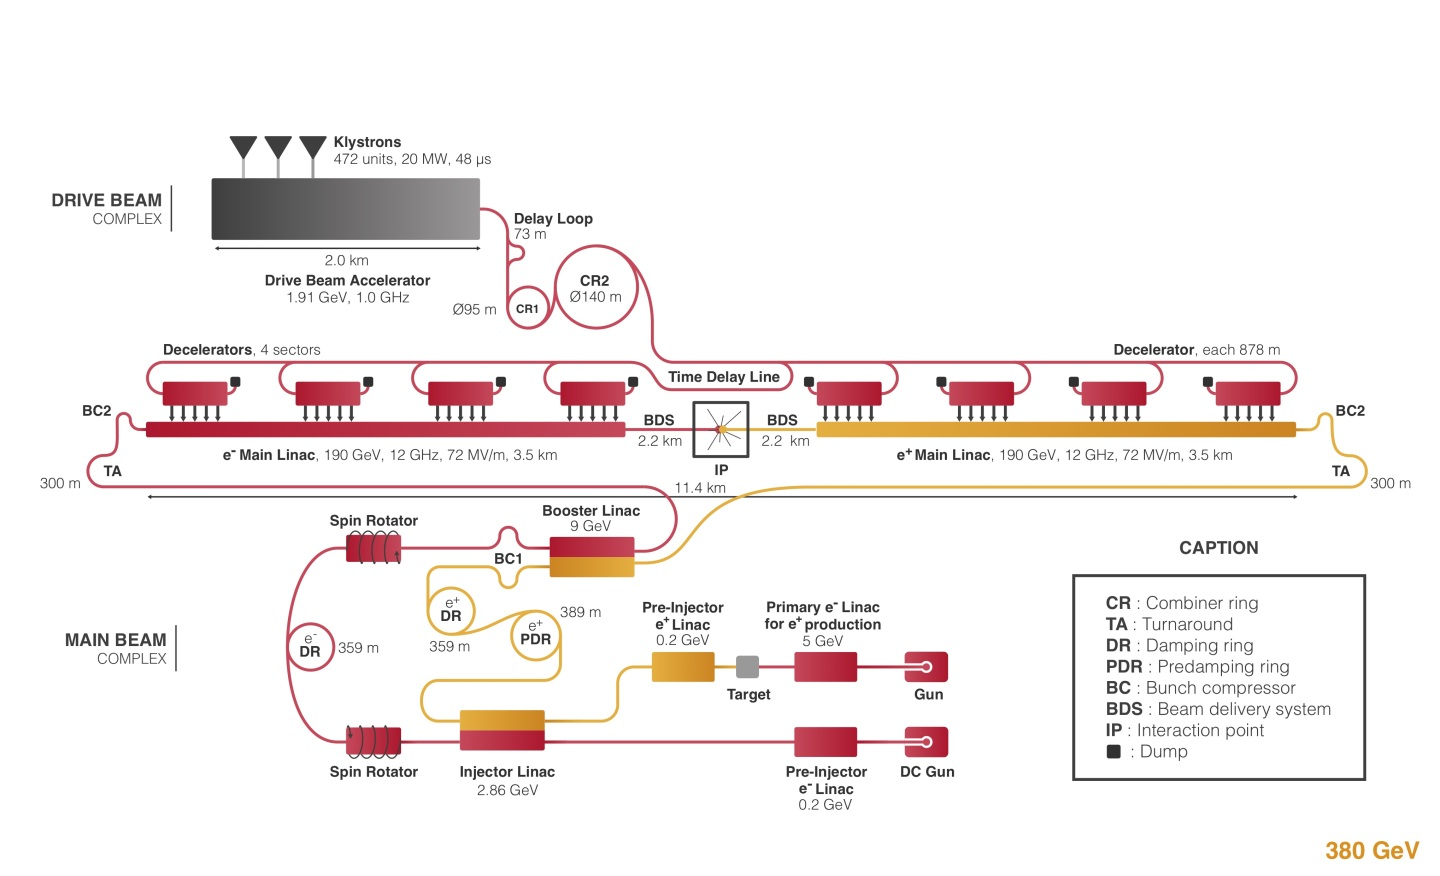 Klystrons
472 units, 20 MW, 48 µs
DRIVE BEAM
COMPLEX
Delay Loop
73 m
2.0 km
Drive Beam Accelerator
1.91 GeV, 1.0 GHz
CR2
Ø140 m
Ø95 m
CR1
Decelerators, 4 sectors
Decelerator, each 878 m
Time Delay Line
BC2
BDS
2.2 km
BDS
2.2 km
BC2
e- Main Linac, 190 GeV, 12 GHz, 72 MV/m, 3.5 km
e+ Main Linac, 190 GeV, 12 GHz, 72 MV/m, 3.5 km
IP
TA
TA
300 m
300 m
11.4 km
Spin Rotator
Booster Linac
9 GeV
BC1
e+
DR
359 m
e+
PDR
389 m
MAIN BEAM
COMPLEX
e-
DR
359 m
Pre-Injector
e+ Linac
0.2 GeV
Primary e- Linac
for e+ production
5 GeV
Target
Gun
Spin Rotator
Injector Linac
2.86 GeV
Pre-Injector
e- Linac
0.2 GeV
DC Gun
CAPTION
CR : Combiner ring
TA : Turnaround
DR : Damping ring
PDR : Predamping ring
BC : Bunch compressor
BDS : Beam delivery system
IP : Interaction point
: Dump
380 GeV